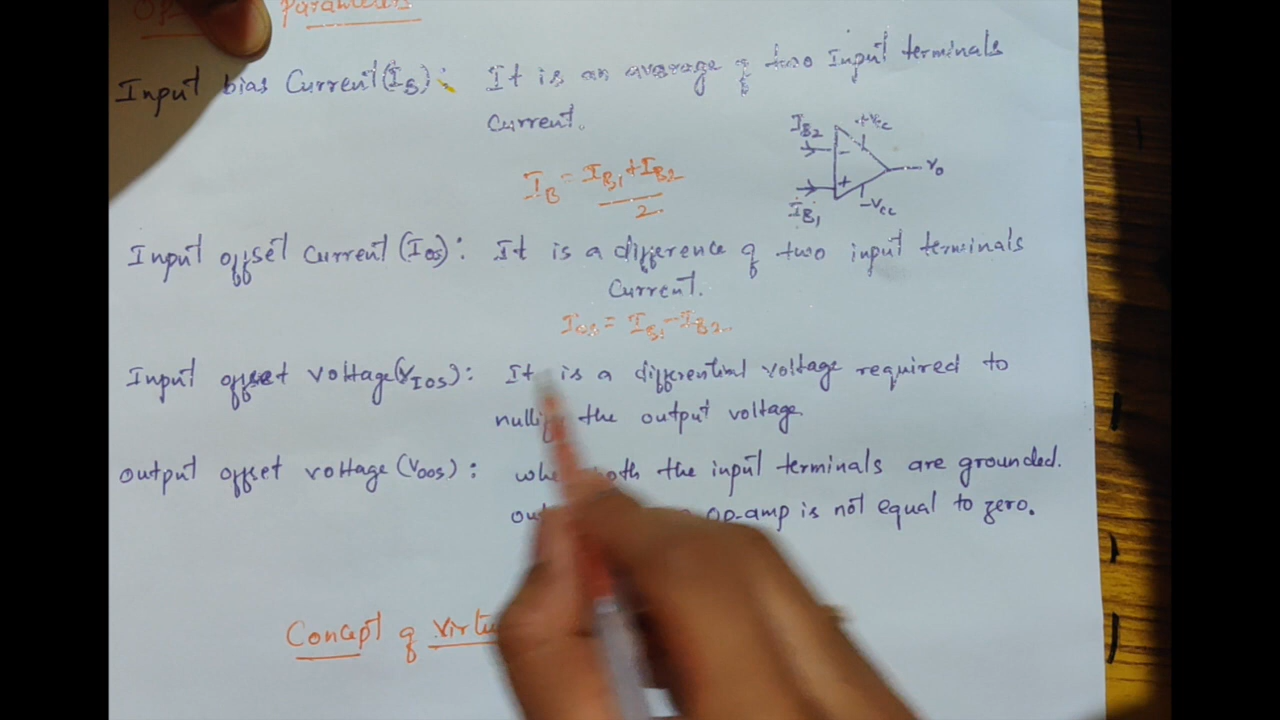 Parameters
Input bias Current (IB): It is an average of two Input terminals
Current.
IB = IB1 + IB2 / 2
IB2 +Vcc
- Vo
+
IB1 -Vcc
Input offset Current (Ios): It is a difference of two input terminals
Current.
Ios = IB1 - IB2
Input offset voltage (VIOS): It is a differential voltage required to
the output voltage
output offset voltage (VOOS): both the input terminals are grounded.
op-amp is not equal to zero.
Concept of